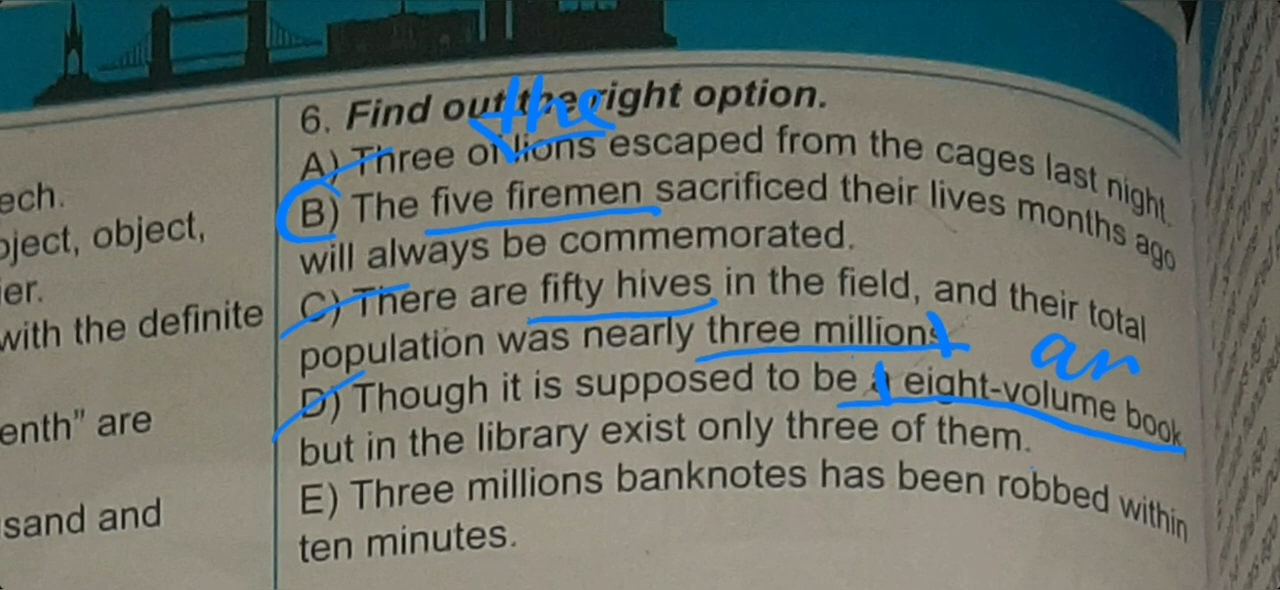 ech.
oject, object,
ier.
with the definite
enth" are
sand and
6. Find out the right option.
the
A) Three of lions escaped from the cages last night.
B) The five firemen sacrificed their lives months ago
will always be commemorated.
C) There are fifty hives in the field, and their total
population was nearly three millions
an
D) Though it is supposed to be a eight-volume book
but in the library exist only three of them.
E) Three millions banknotes has been robbed within
ten minutes.